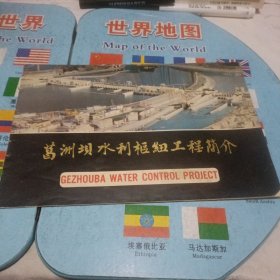 世界
世界地图
of the World
Map of the World
葛洲坝水利枢纽工程简介
GEZHOUBA WATER CONTROL PROJECT
埃塞俄比亚
Ethiopia
马达加斯加
Madagascar